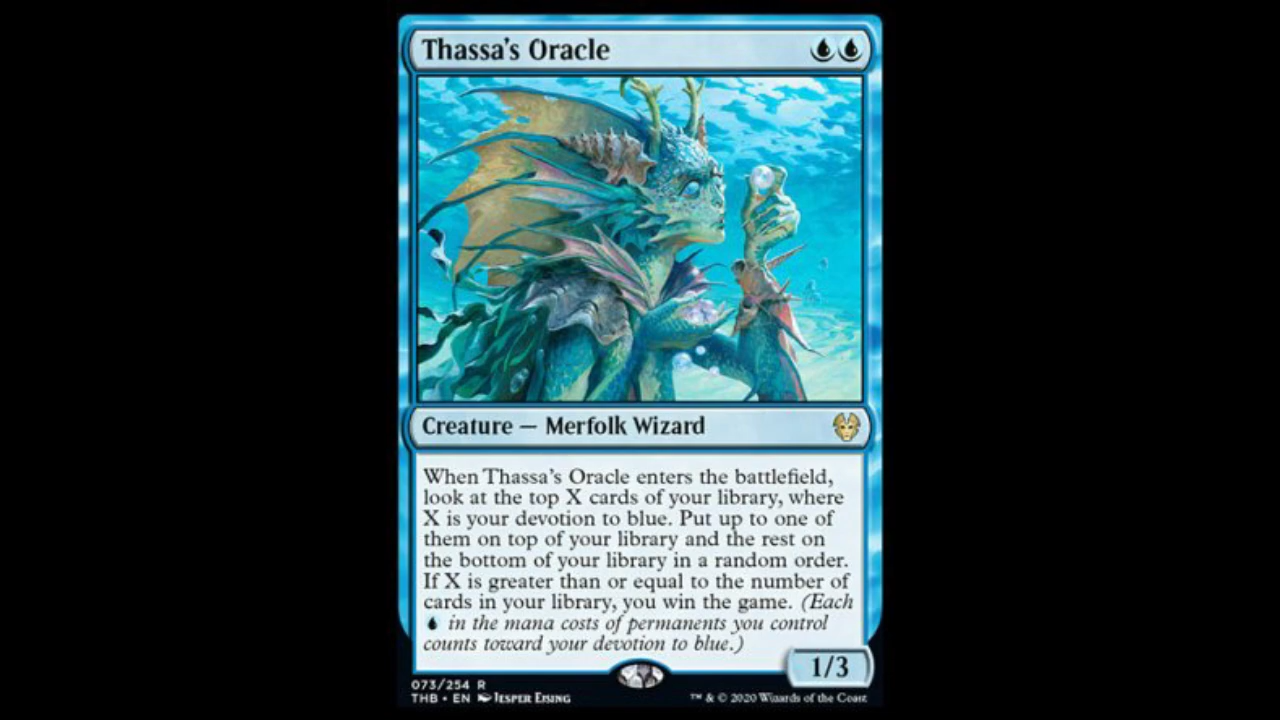 Thassa's Oracle
Creature — Merfolk Wizard
When Thassa's Oracle enters the battlefield,
look at the top X cards of your library, where
X is your devotion to blue. Put up to one of
them on top of your library and the rest on
the bottom of your library in a random order.
If X is greater than or equal to the number of
cards in your library, you win the game. (Each
in the mana costs of permanents you control
counts toward your devotion to blue.)
1/3
073/254 R
THB • EN Jesper Ejsing
™ & © 2020 Wizards of the Coast